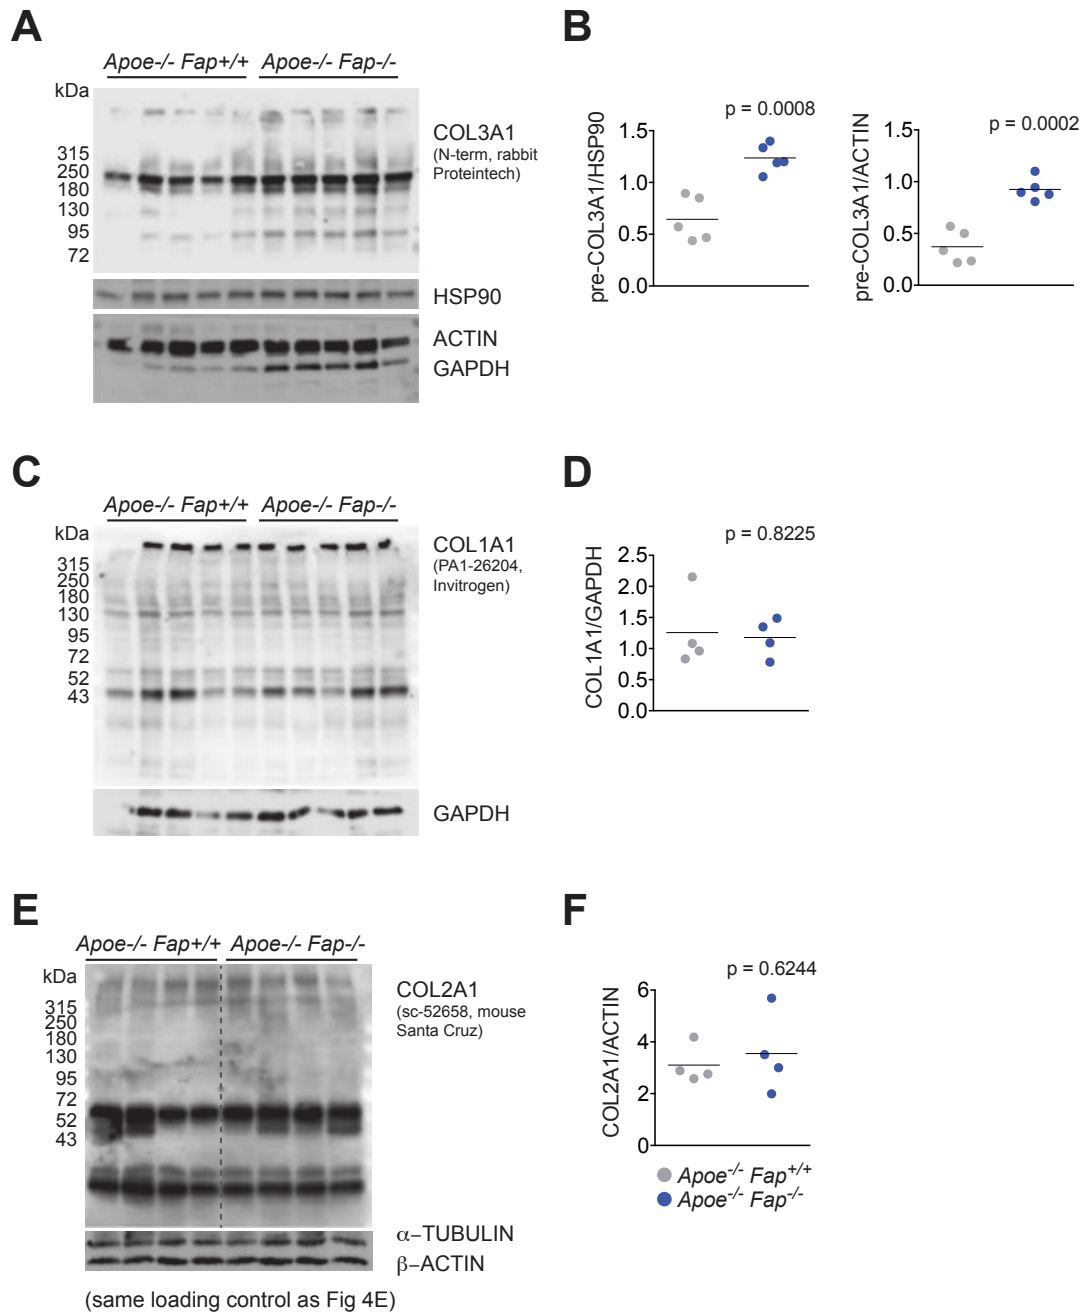 A
Apoe-/- Fap+/+ Apoe-/- Fap-/-
kDa
315
250
180
130
95
72
COL3A1
(N-term, rabbit
Proteintech)
HSP90
ACTIN
GAPDH
B
p = 0.0008
pre-COL3A1/HSP90
1.5
1.0
0.5
0.0
p = 0.0002
pre-COL3A1/ACTIN
1.5
1.0
0.5
0.0
C
Apoe-/- Fap+/+ Apoe-/- Fap-/-
kDa
315
250
180
130
95
72
52
43
COL1A1
(PA1-26204,
Invitrogen)
GAPDH
D
p = 0.8225
COL1A1/GAPDH
2.5
2.0
1.5
1.0
0.5
0.0
E
Apoe-/- Fap+/+ Apoe-/- Fap-/-
kDa
315
250
180
130
95
72
52
43
COL2A1
(sc-52658, mouse
Santa Cruz)
α−TUBULIN
β−ACTIN
(same loading control as Fig 4E)
F
p = 0.6244
COL2A1/ACTIN
6
4
2
0
Apoe-/- Fap+/+
Apoe-/- Fap-/-